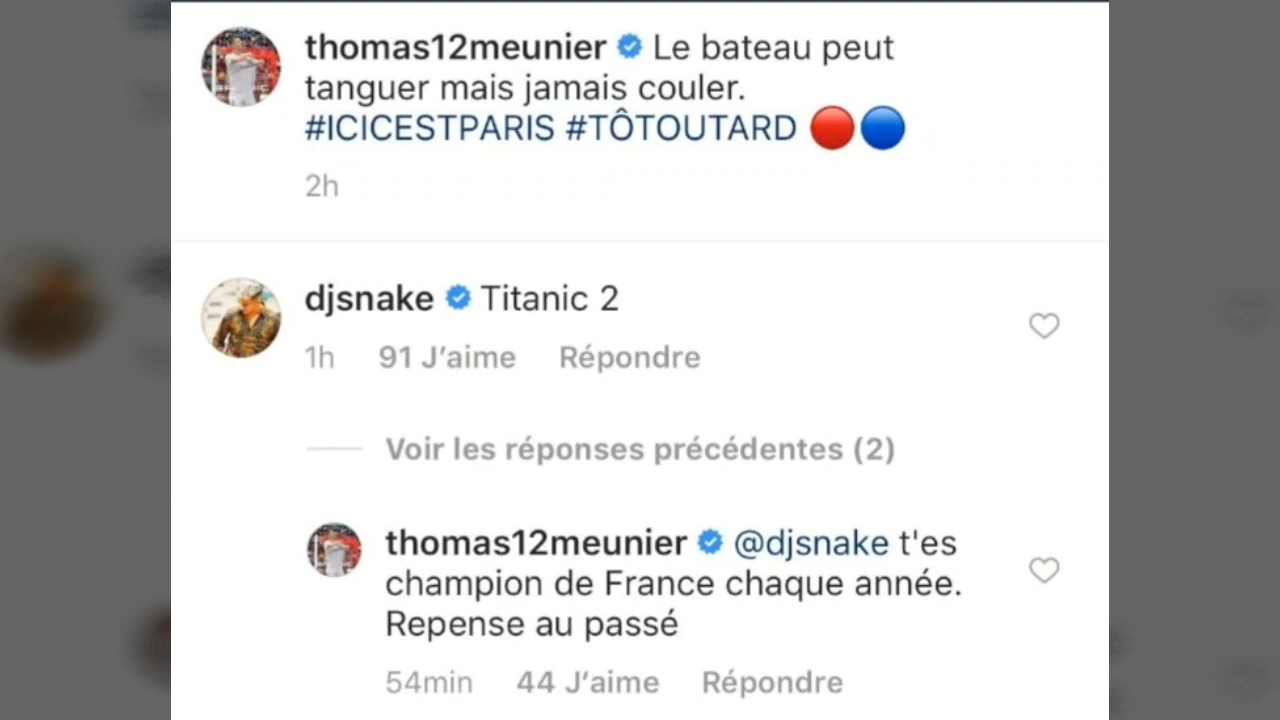 thomas12meunier Le bateau peut
tanguer mais jamais couler.
#ICICESTPARIS #TÔTOUTARD 🔴🔵
2h
djsnake Titanic 2
1h 91 J’aime Répondre
Voir les réponses précédentes (2)
thomas12meunier @djsnake t'es
champion de France chaque année.
Repense au passé
54min 44 J’aime Répondre